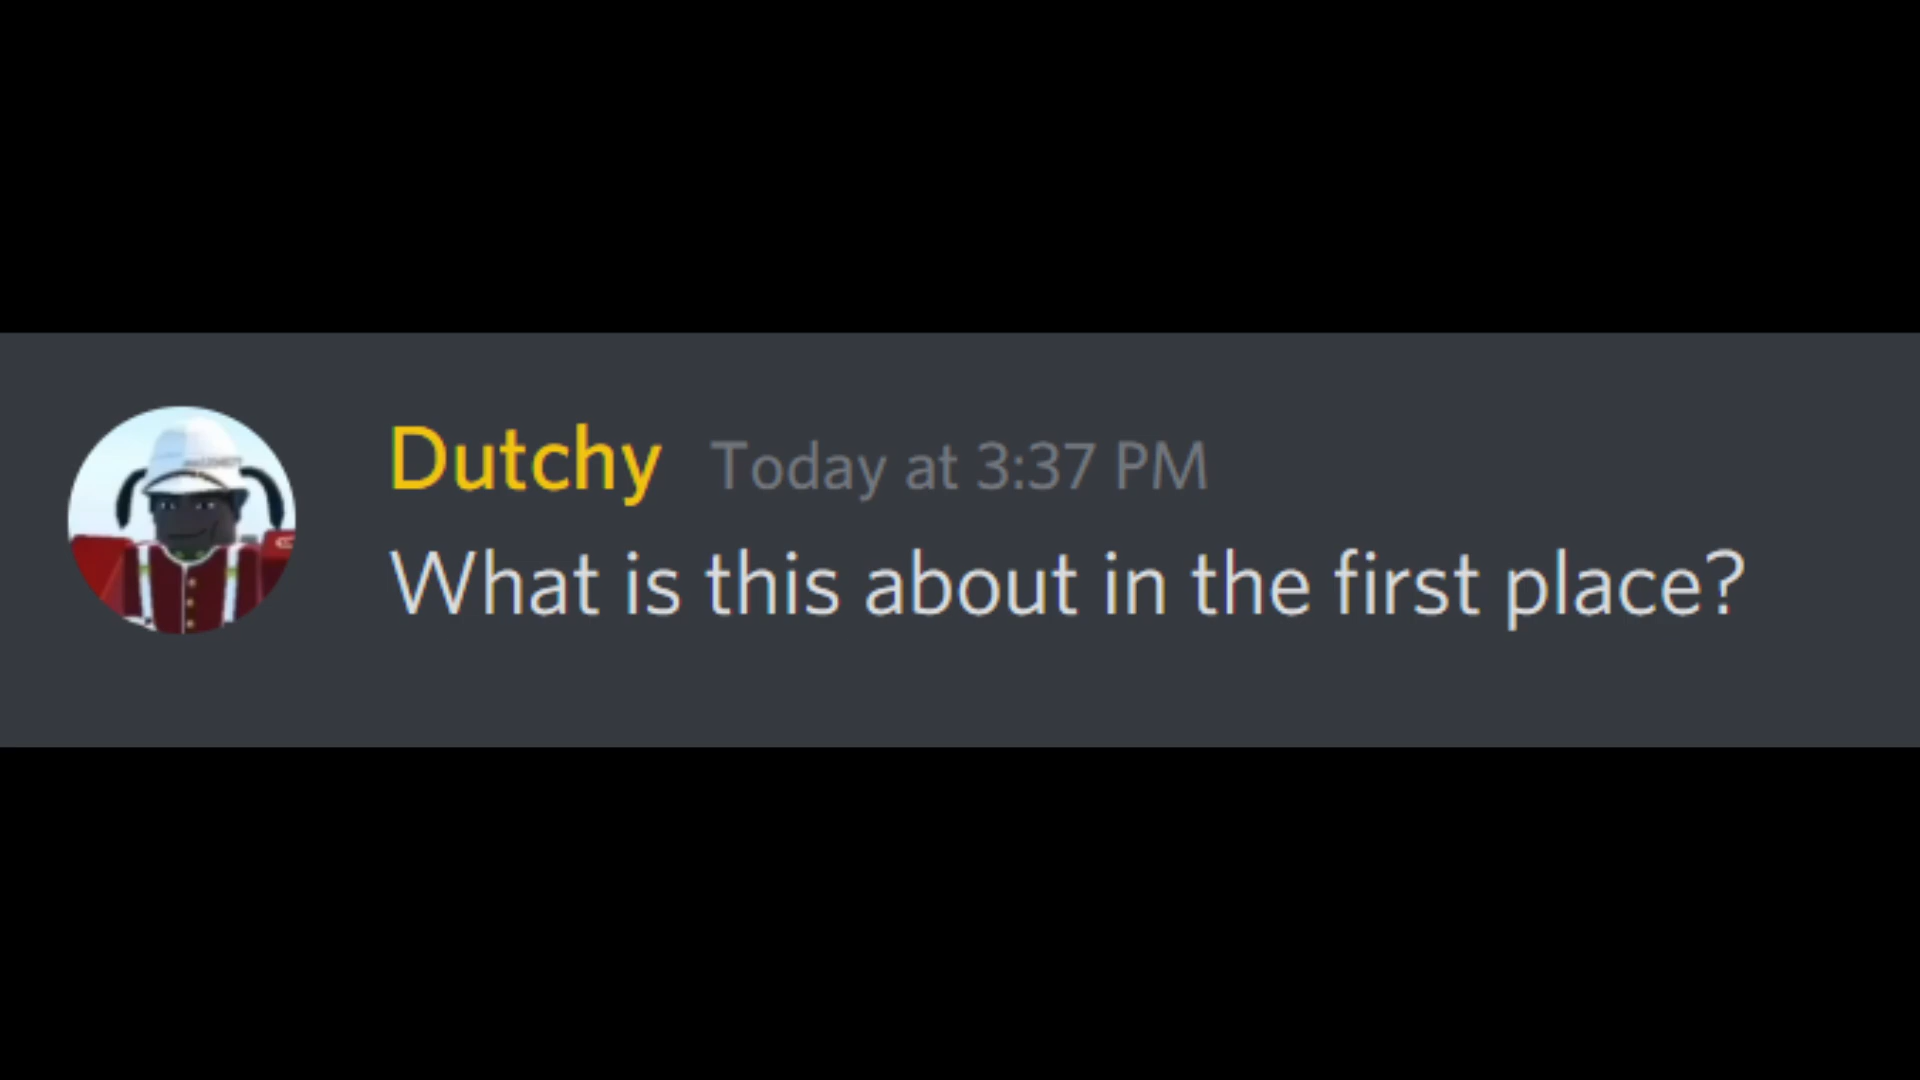 Dutchy Today at 3:37 PM
What is this about in the first place?